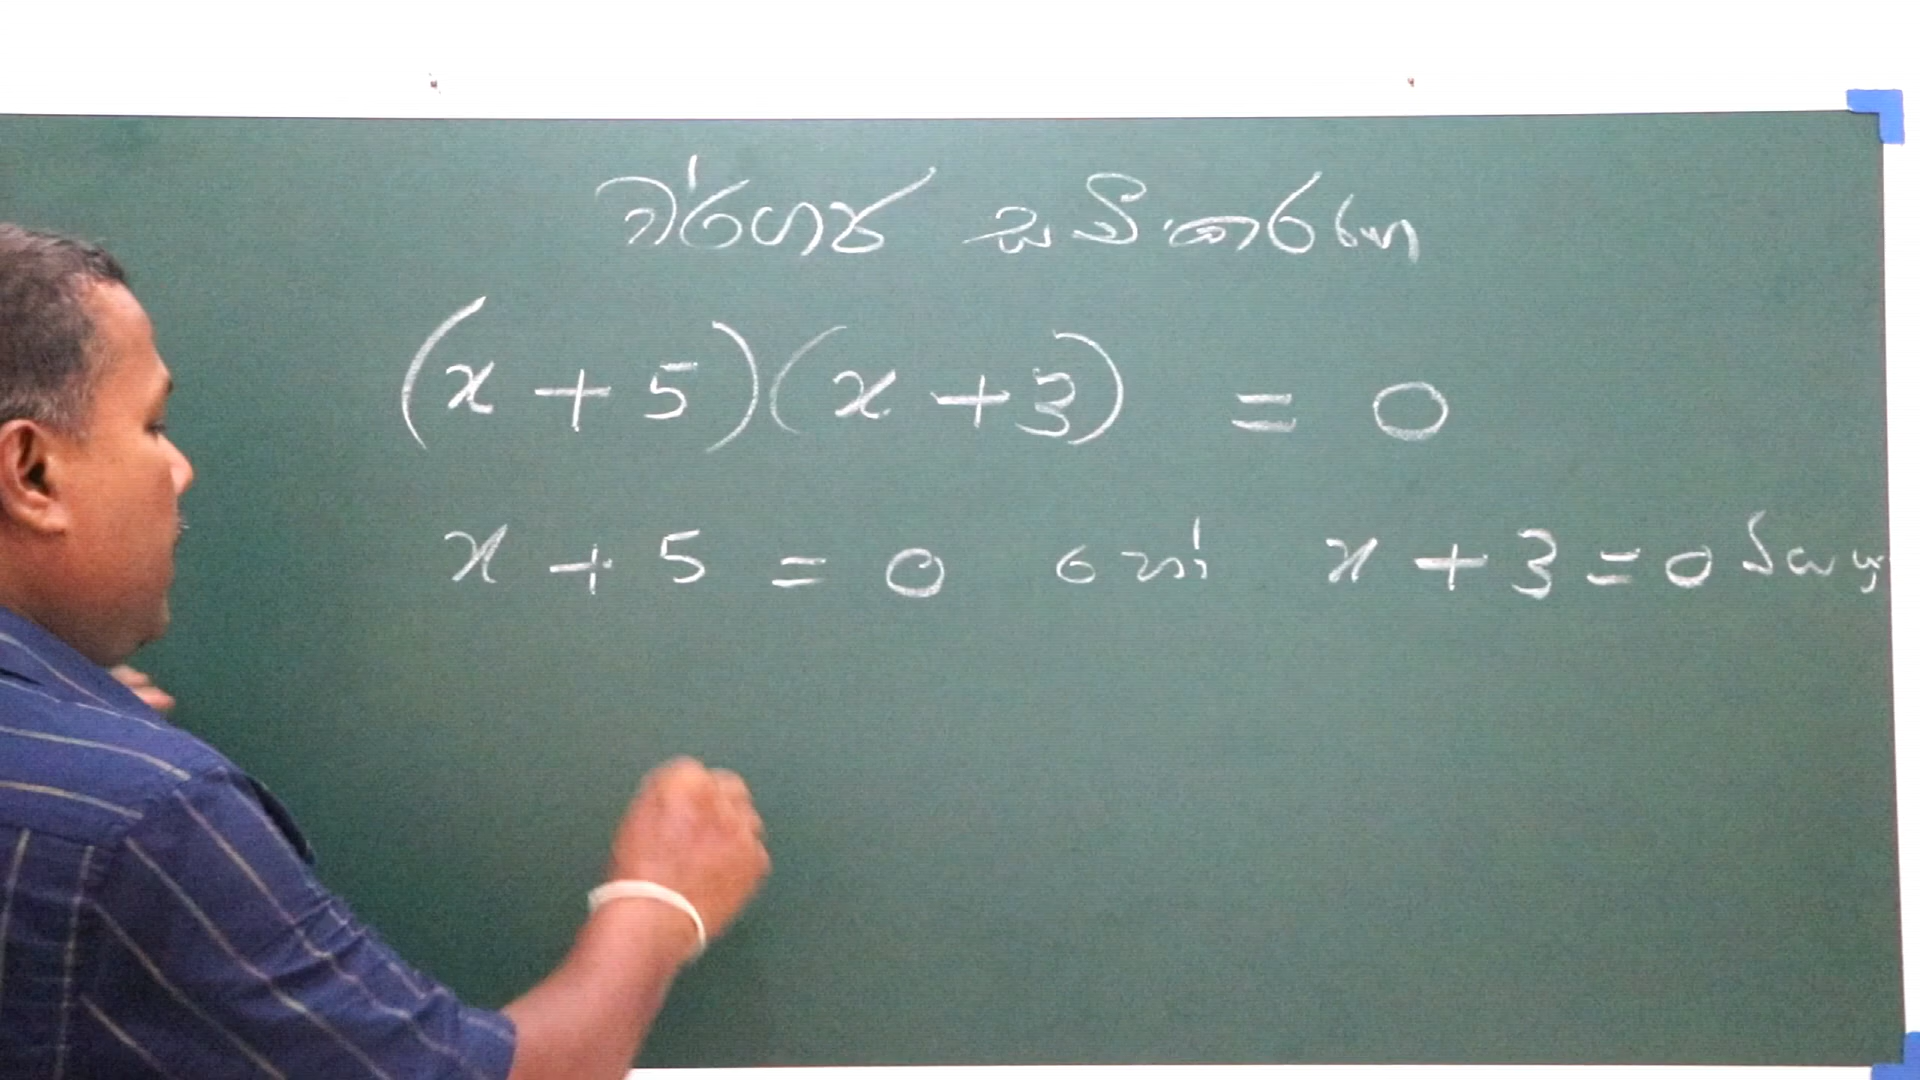 වර්ගජ සමීකරණ
(x + 5)(x + 3) = 0
x + 5 = 0 හෝ x + 3 = 0 විය යුතු